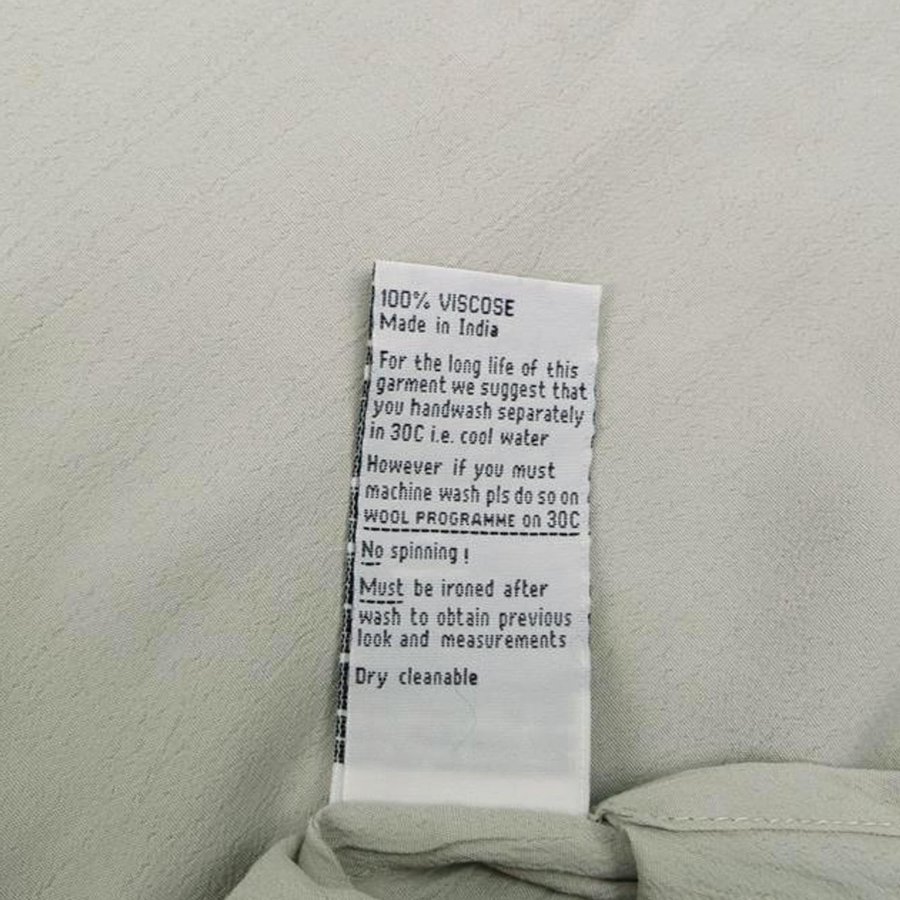 100% VISCOSE
Made in India
For the long life of this
garment we suggest that
you handwash separately
in 30C i.e. cool water
However if you must
machine wash pls do so on
WOOL PROGRAMME on 30C
No spinning!
Must be ironed after
wash to obtain previous
look and measurements
Dry cleanable